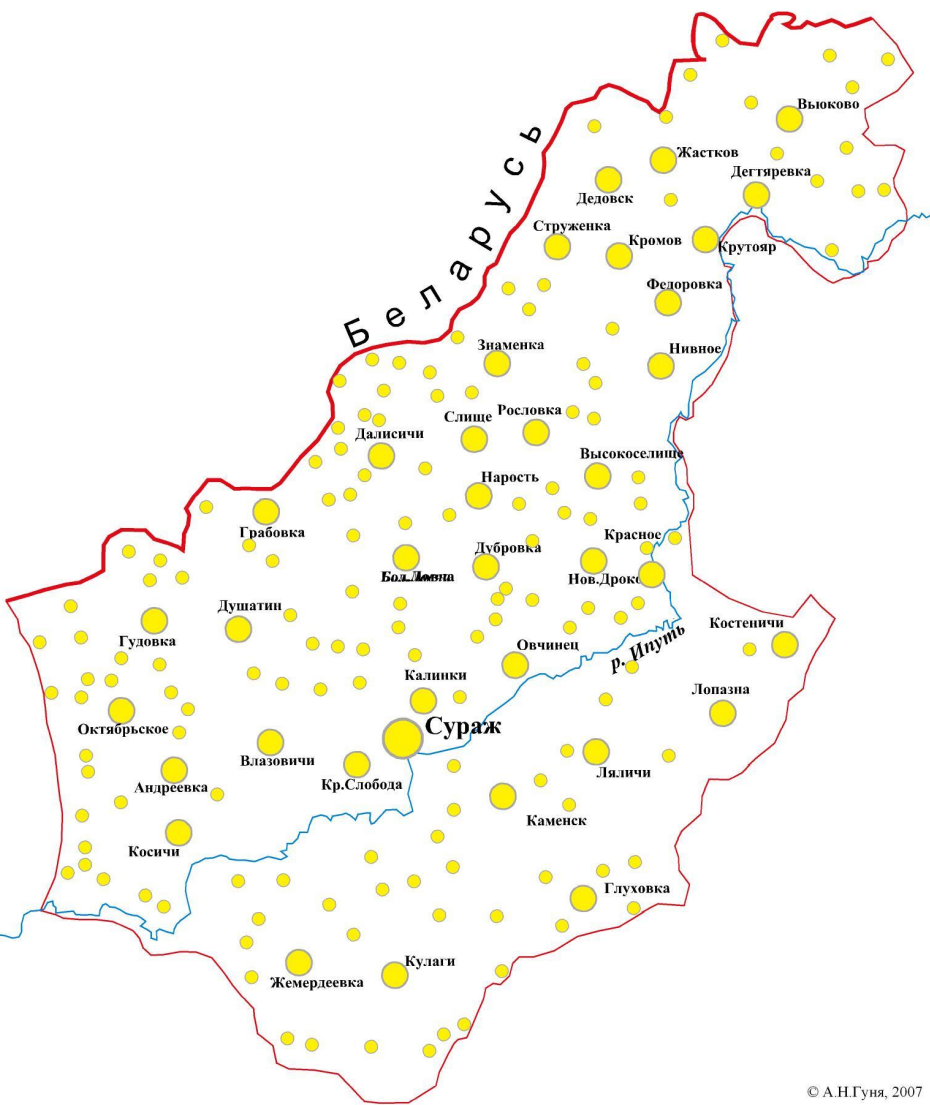 Вьюково
Жастков
Дегтяревка
Дедовск
Беларусь
Струженка
Кромов
Крутояр
Федоровка
Знаменка
Нивное
Слище
Рословка
Далисичи
Высокоселище
Нарость
Грабовка
Красное
Дубровка
Нов.Дроко
Душатин
Костеничи
Гудовка
Овчинец
р. Ипуть
Калинки
Лопазна
Октябрьское
Сураж
Влазовичи
Ляличи
Кр.Слобода
Андреевка
Каменск
Косичи
Глуховка
Кулаги
Жемердеевка
© А.Н.Гуня, 2007